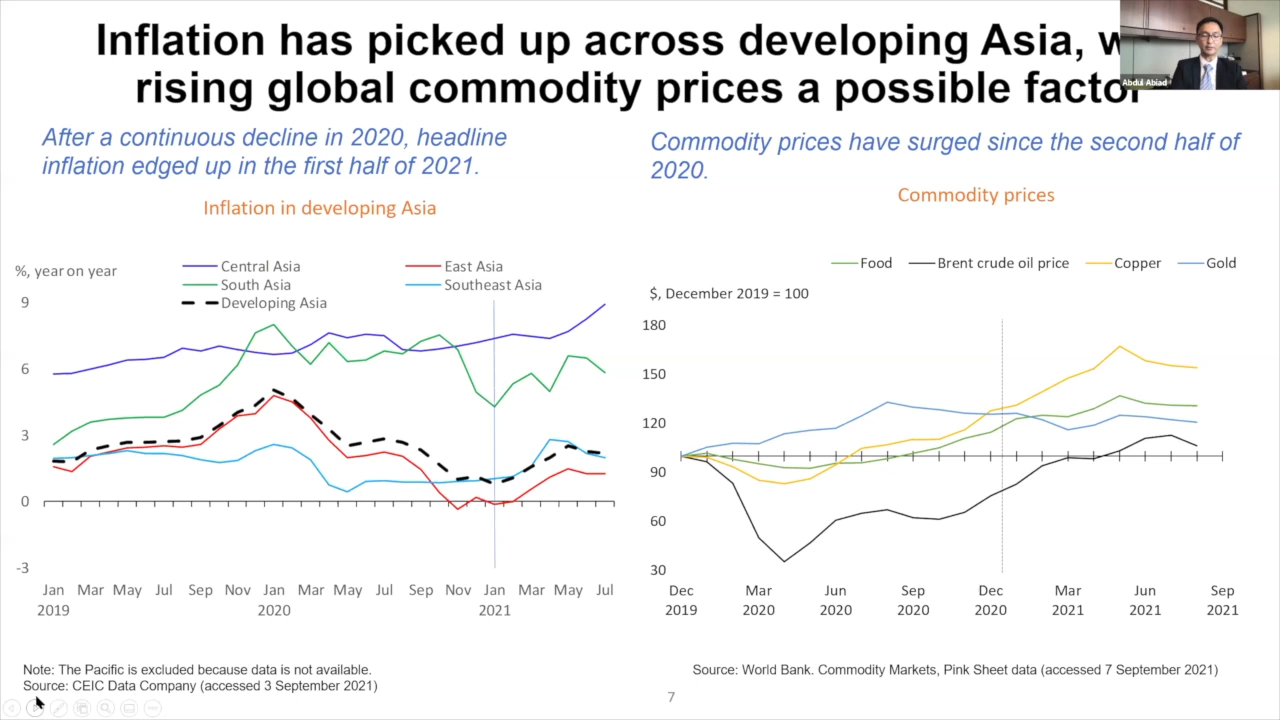 Inflation has picked up across developing Asia, w
rising global commodity prices a possible factor
Abdul Abiad
After a continuous decline in 2020, headline
inflation edged up in the first half of 2021.
Inflation in developing Asia
%, year on year
Central Asia
East Asia
South Asia
Southeast Asia
Developing Asia
9
6
3
0
-3
Jan Mar May Jul Sep Nov Jan Mar May Jul Sep Nov Jan Mar May Jul
2019 2020 2021
Note: The Pacific is excluded because data is not available.
Source: CEIC Data Company (accessed 3 September 2021)
Commodity prices have surged since the second half of
2020.
Commodity prices
Food Brent crude oil price Copper Gold
$, December 2019 = 100
180
150
120
90
60
30
Dec Mar Jun Sep Dec Mar Jun Sep
2019 2020 2020 2020 2020 2021 2021 2021
Source: World Bank. Commodity Markets, Pink Sheet data (accessed 7 September 2021)
7